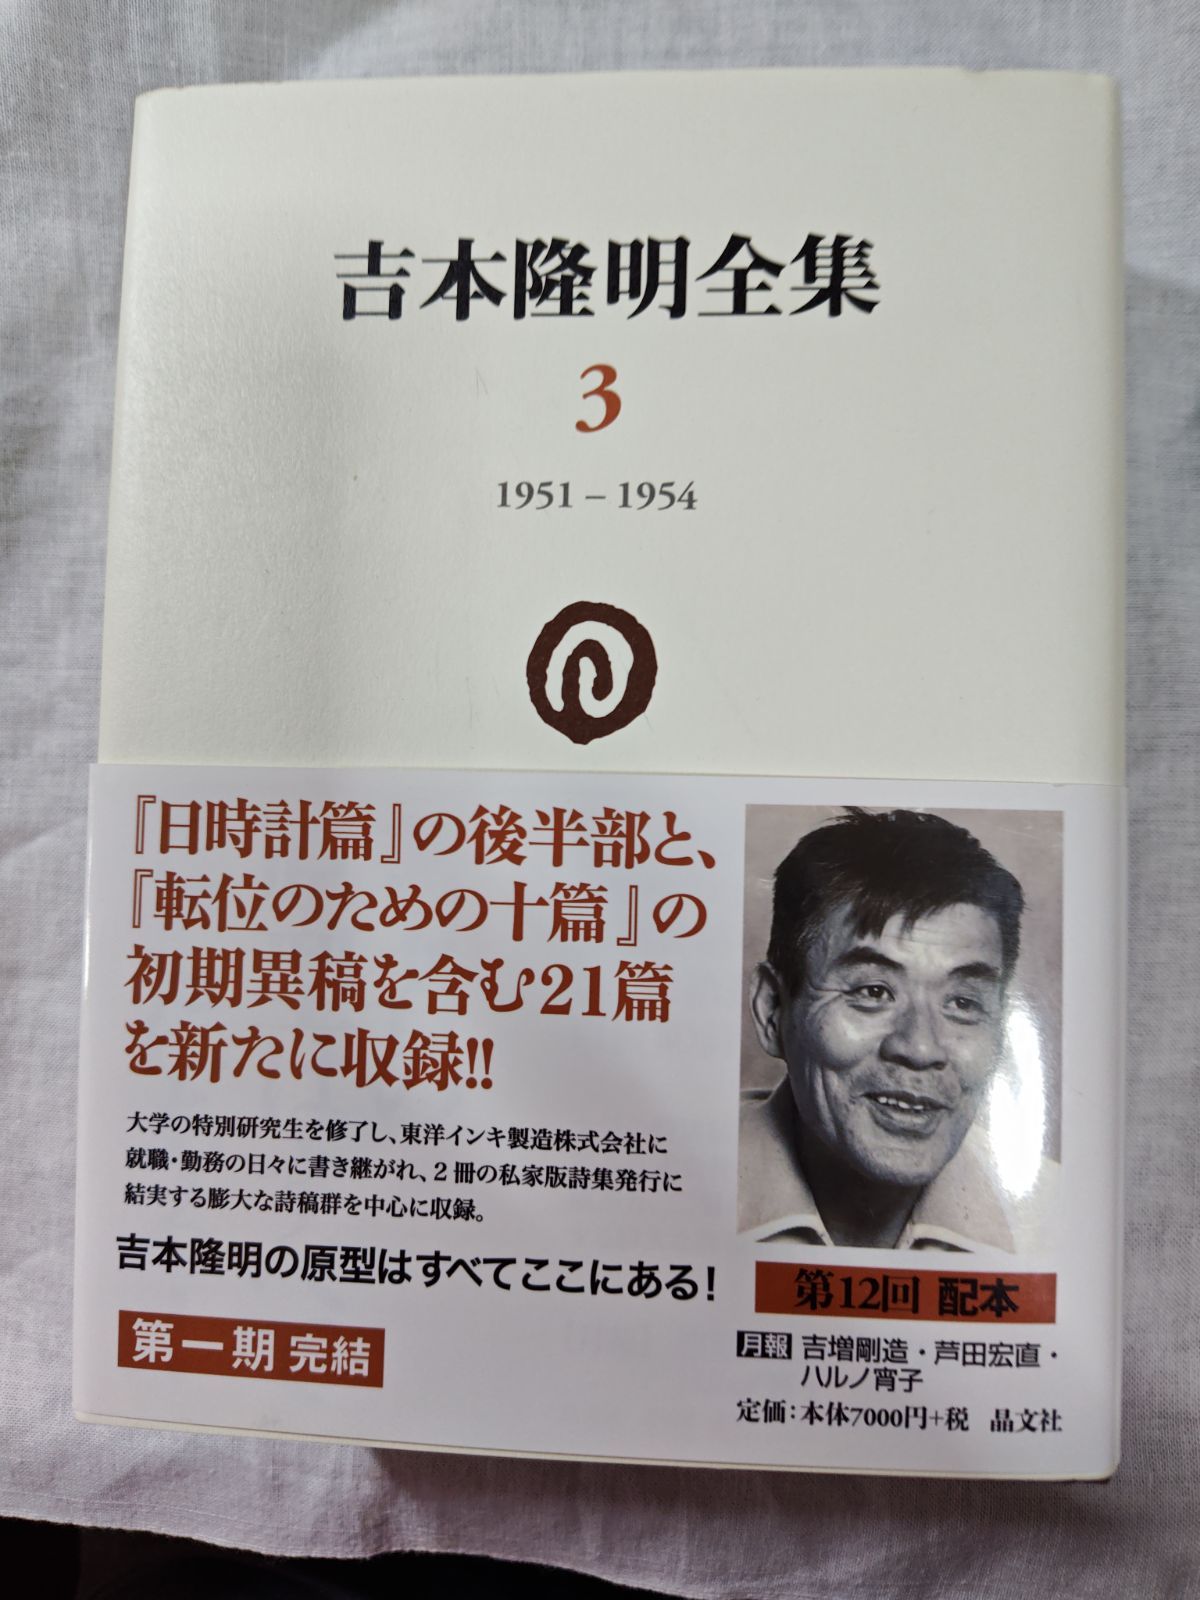 吉本隆明全集
3
1951–1954
『日時計篇』の後半部と、
『転位のための十篇』の
初期異稿を含む21篇
を新たに収録!!
大学の特別研究生を修了し、東洋インキ製造株式会社に
就職・勤務の日々に書き継がれ、2冊の私家版詩集発行に
結実する膨大な詩稿群を中心に収録。
吉本隆明の原型はすべてここにある!
第一期 完結
第12回 配本
月報 吉増剛造・芦田宏直・
ハルノ宵子
定価:本体7000円+税 晶文社